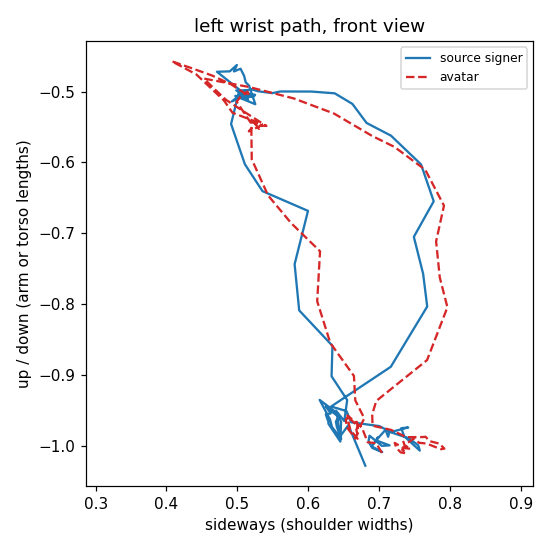 left wrist path, front view
source signer
avatar
up / down (arm or torso lengths)
−0.5
−0.6
−0.7
−0.8
−0.9
−1.0
0.3 0.4 0.5 0.6 0.7 0.8 0.9
sideways (shoulder widths)